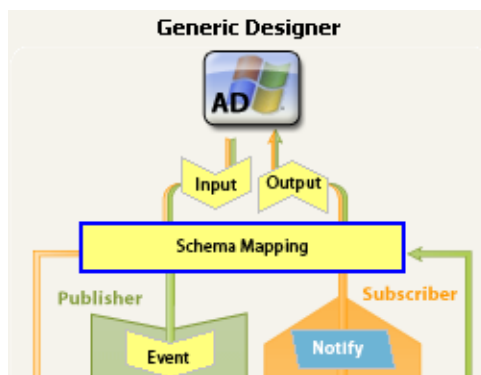 Generic Designer
AD
Input
Output
Schema Mapping
Publisher
Subscriber
Event
Notify